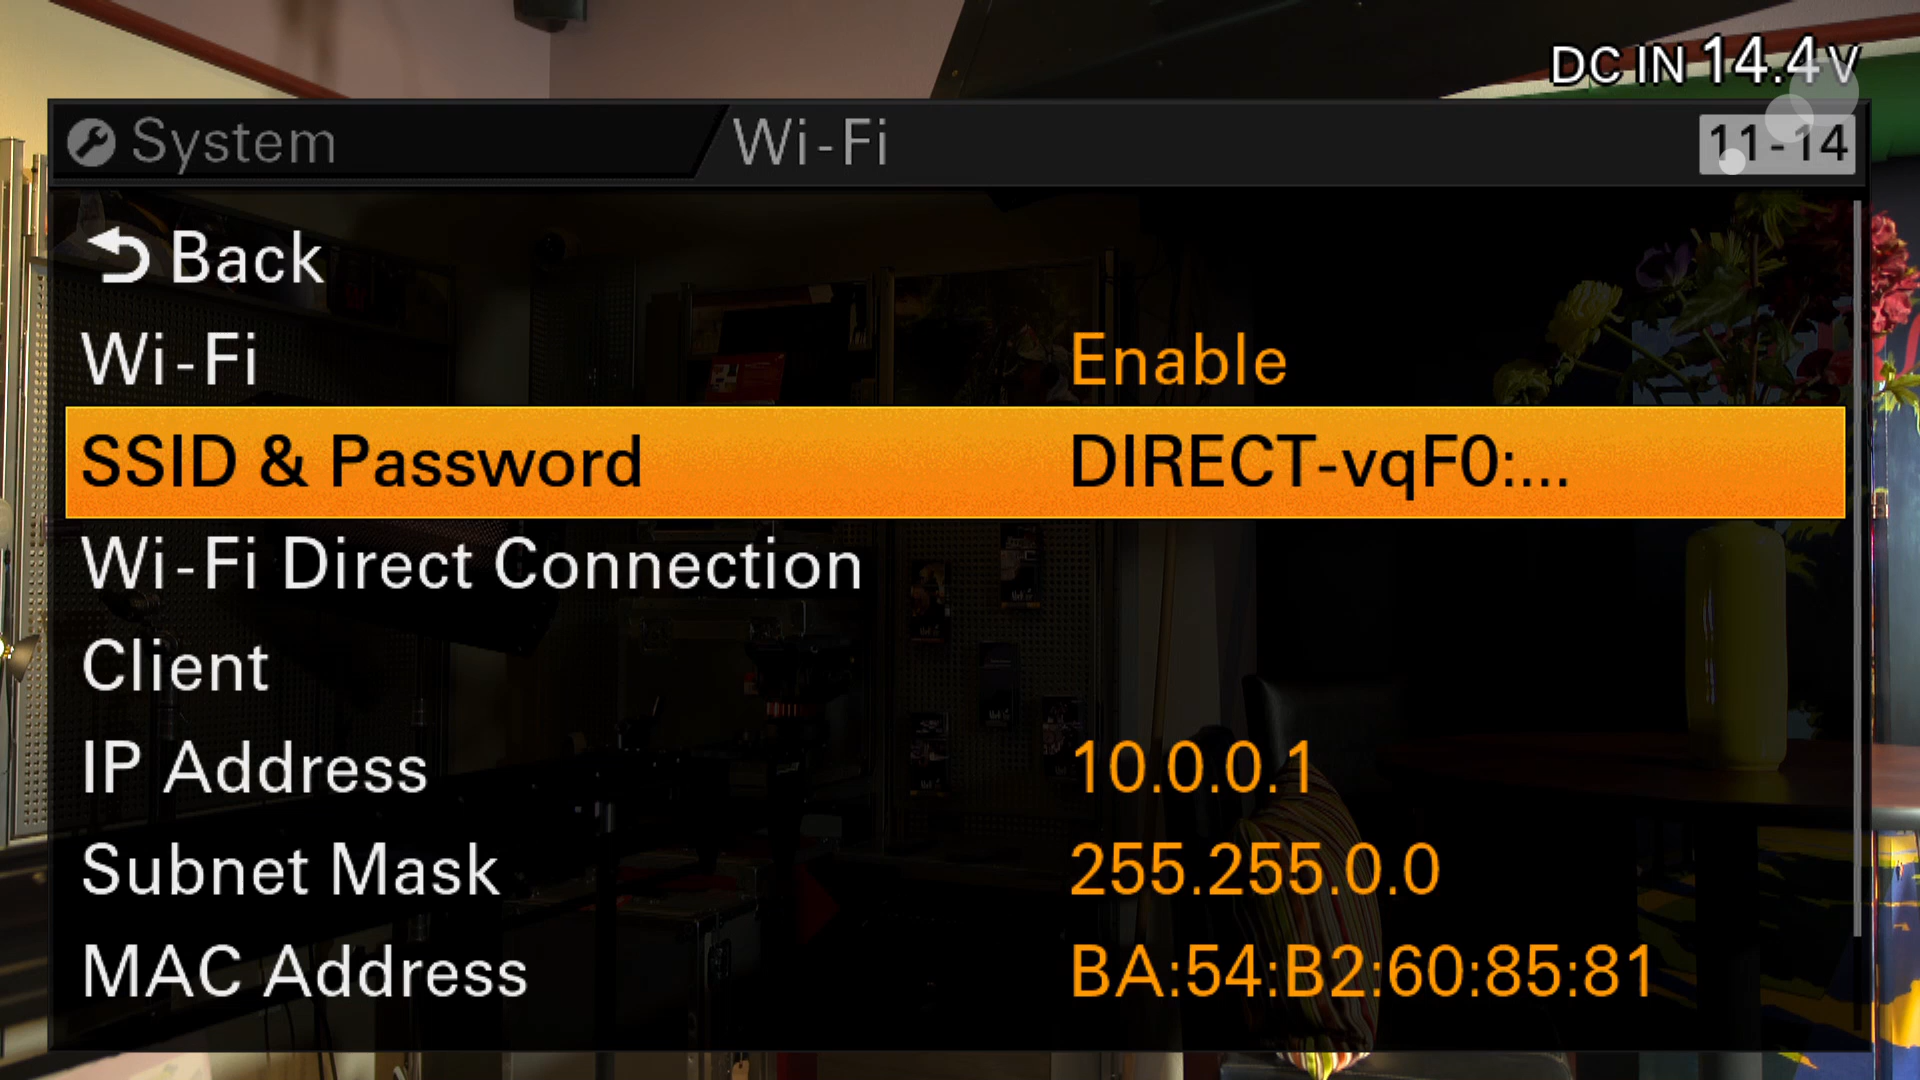 DC IN 14.4V
System
Wi-Fi
11-14
Back
Wi-Fi Enable
SSID & Password DIRECT-vqF0:...
Wi-Fi Direct Connection
Client
IP Address 10.0.0.1
Subnet Mask 255.255.0.0
MAC Address BA:54:B2:60:85:81